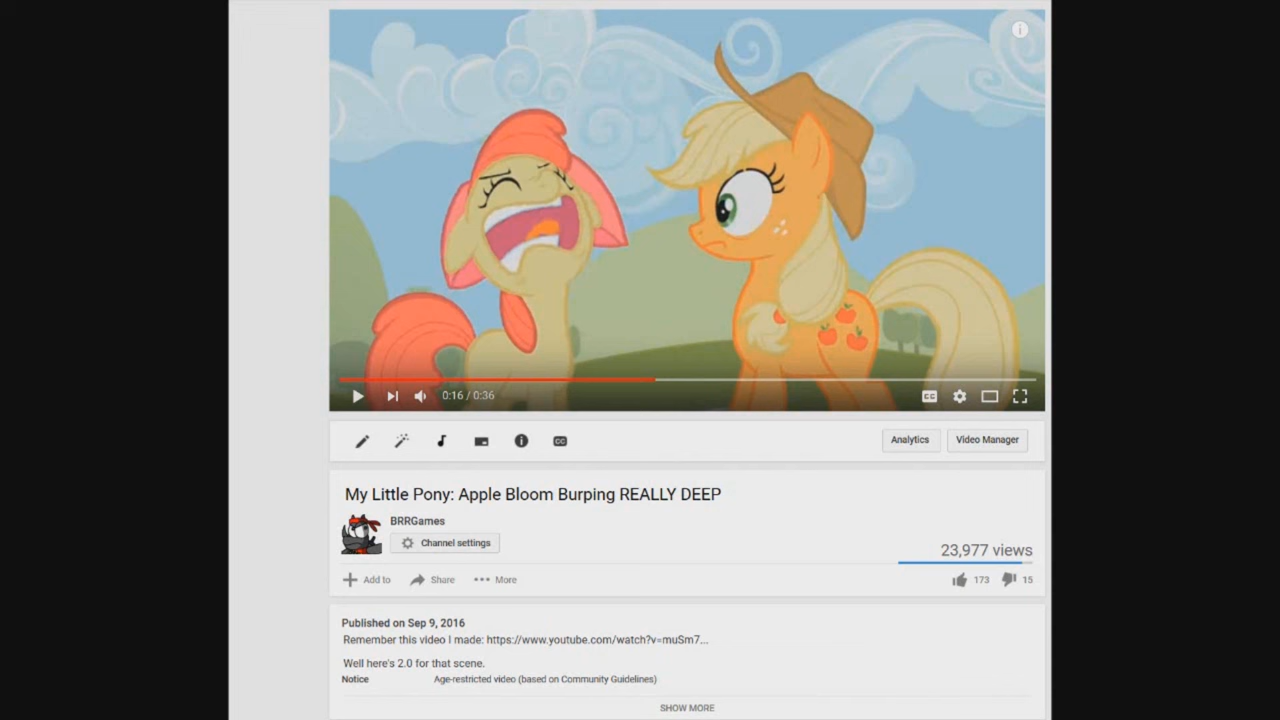 0:16 / 0:36
CC
CC
Analytics
Video Manager
My Little Pony: Apple Bloom Burping REALLY DEEP
BRRGames
Channel settings
23,977 views
Add to
Share
More
173
15
Published on Sep 9, 2016
Remember this video I made: https://www.youtube.com/watch?v=muSm7...
Well here's 2.0 for that scene.
Notice Age-restricted video (based on Community Guidelines)
SHOW MORE